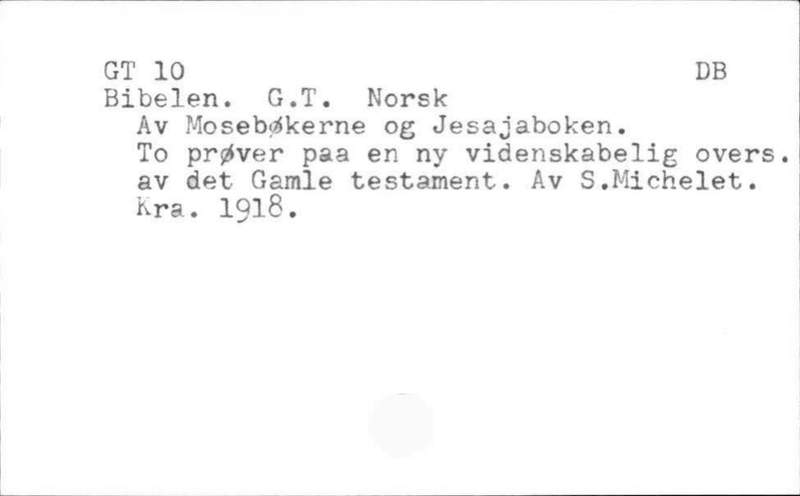 GT 10 DB
Bibelen. G.T. Norsk
Av Mosebøkerne og Jesajaboken.
To prøver paa en ny videnskabelig overs.
av det Gamle testament. Av S.Michelet.
Kra. 1918.